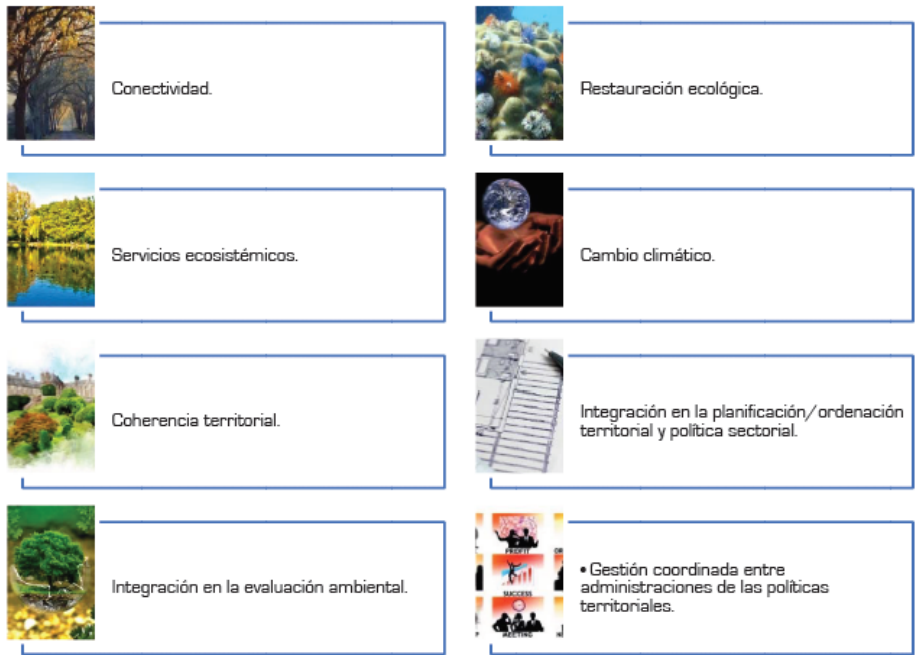 Conectividad.
Restauración ecológica.
Servicios ecosistémicos.
Cambio climático.
Coherencia territorial.
Integración en la planificación/ordenación
territorial y política sectorial.
Integración en la evaluación ambiental.
• Gestión coordinada entre
administraciones de las políticas
territoriales.
PROFIT
SUCCESS
MEETING